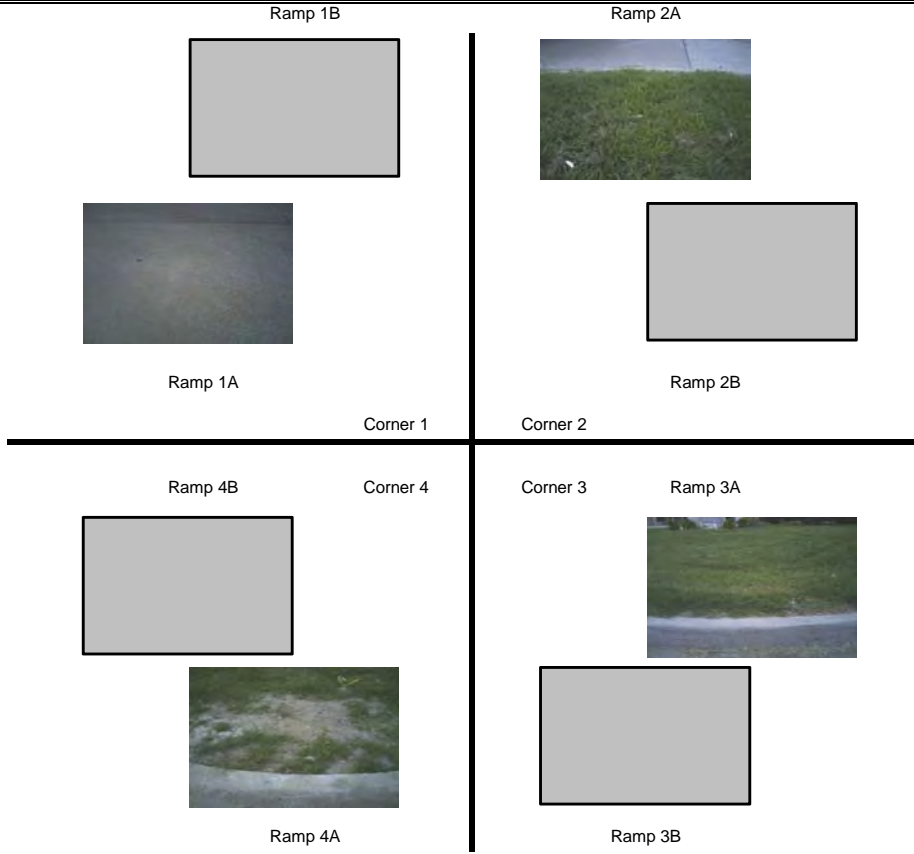 Ramp 1B
Ramp 2A
Ramp 1A
Ramp 2B
Corner 1
Corner 2
Ramp 4B
Corner 4
Corner 3
Ramp 3A
Ramp 4A
Ramp 3B